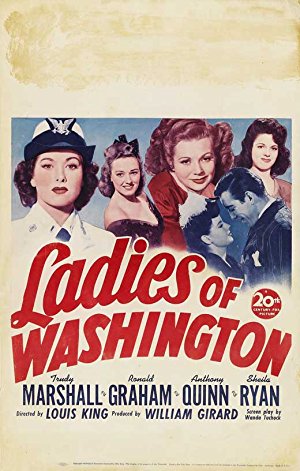 Ladies OF
WASHINGTON
20th
CENTURY-FOX
PICTURE
Trudy Ronald Anthony Sheila
MARSHALL · GRAHAM · QUINN · RYAN
Directed by LOUIS KING Produced by WILLIAM GIRARD Screen play by
Wanda Tuchock